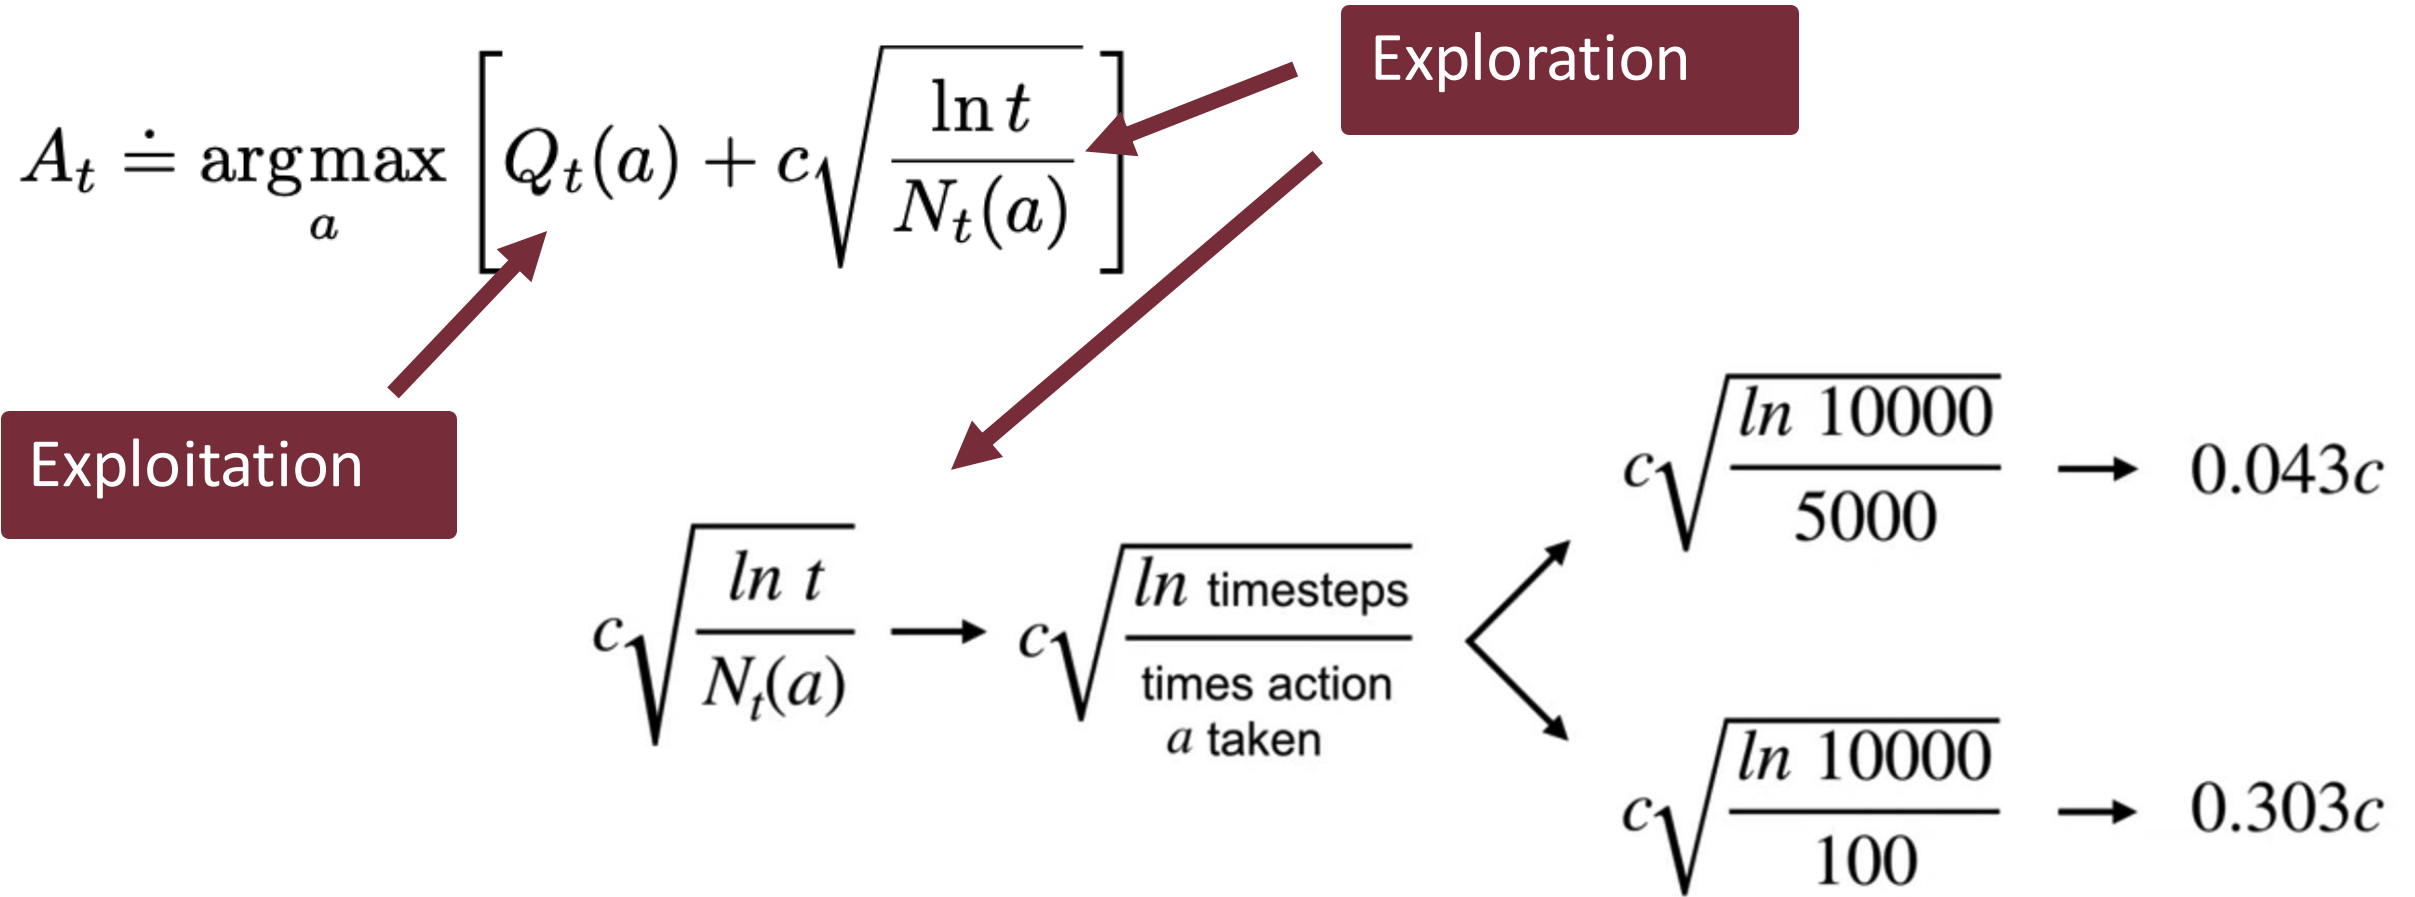 Exploration
A_t ≐ argmax_a [ Q_t(a) + c √( ln t / N_t(a) ) ]
Exploitation
c √( ln t / N_t(a) ) → c √( ln timesteps / times action a taken )
c √( ln 10000 / 5000 ) → 0.043c
c √( ln 10000 / 100 ) → 0.303c